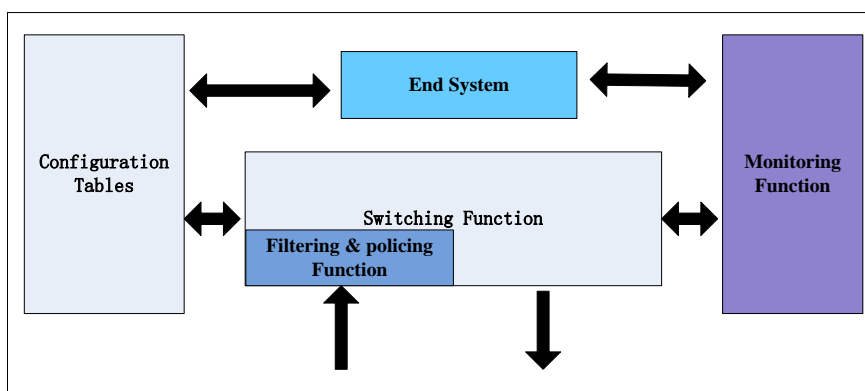 End System
Configuration
Tables
Monitoring
Function
Switching Function
Filtering & policing
Function